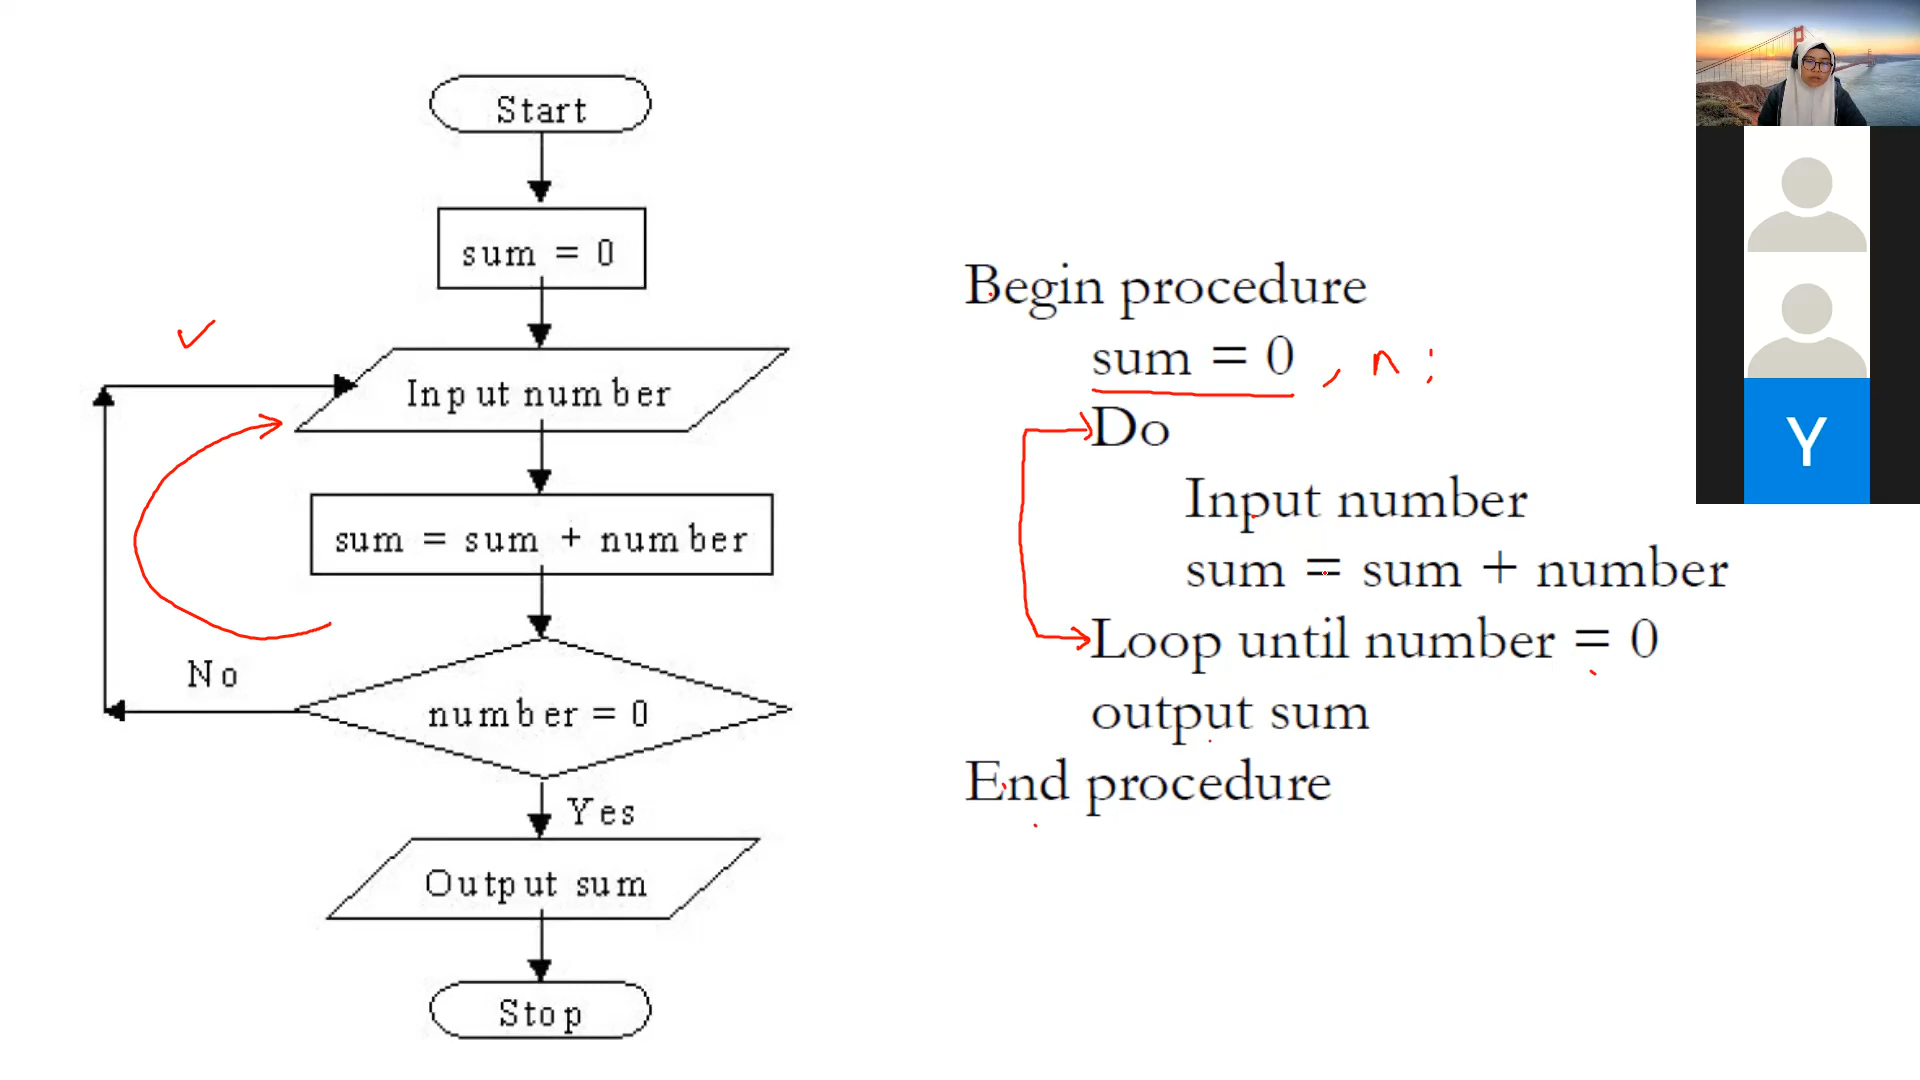 Start
sum = 0
Input number
sum = sum + number
number = 0
No
Yes
Output sum
Stop
Begin procedure
sum = 0 , n ;
Do
Input number
sum = sum + number
Loop until number = 0
output sum
End procedure
Y